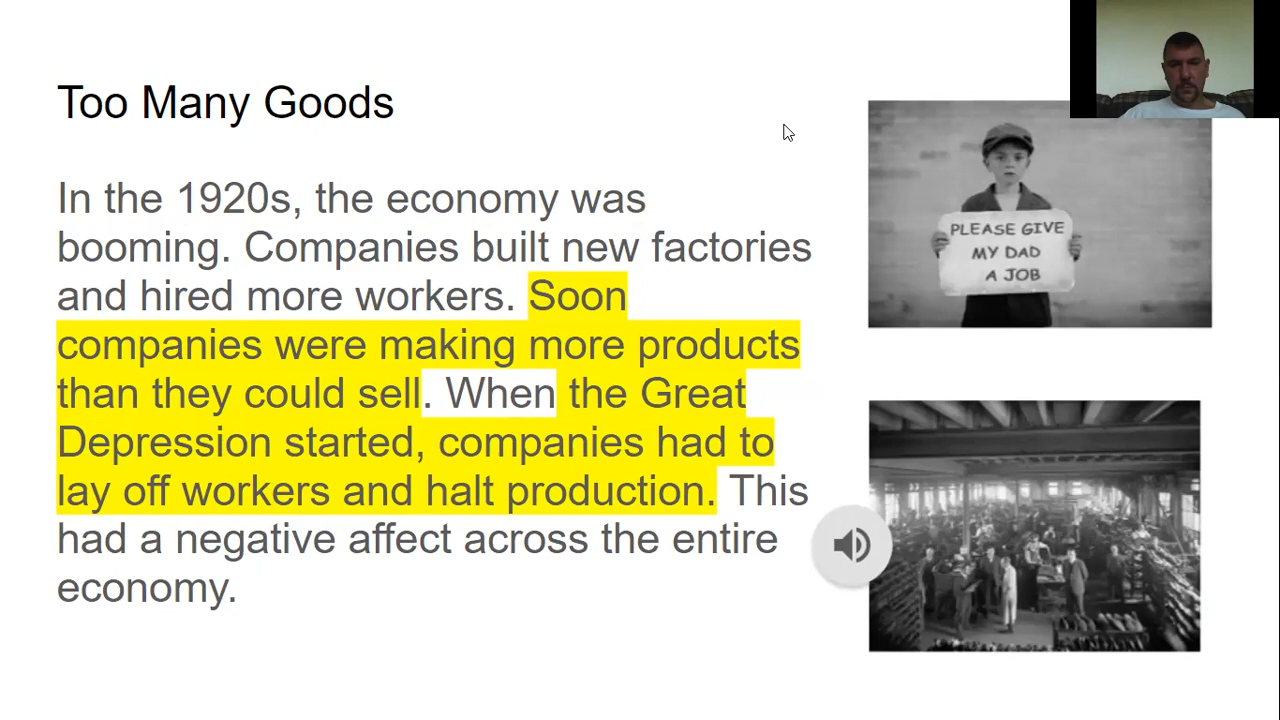 Too Many Goods
In the 1920s, the economy was
booming. Companies built new factories
and hired more workers. Soon
companies were making more products
than they could sell. When the Great
Depression started, companies had to
lay off workers and halt production. This
had a negative affect across the entire
economy.
PLEASE GIVE
MY DAD
A JOB